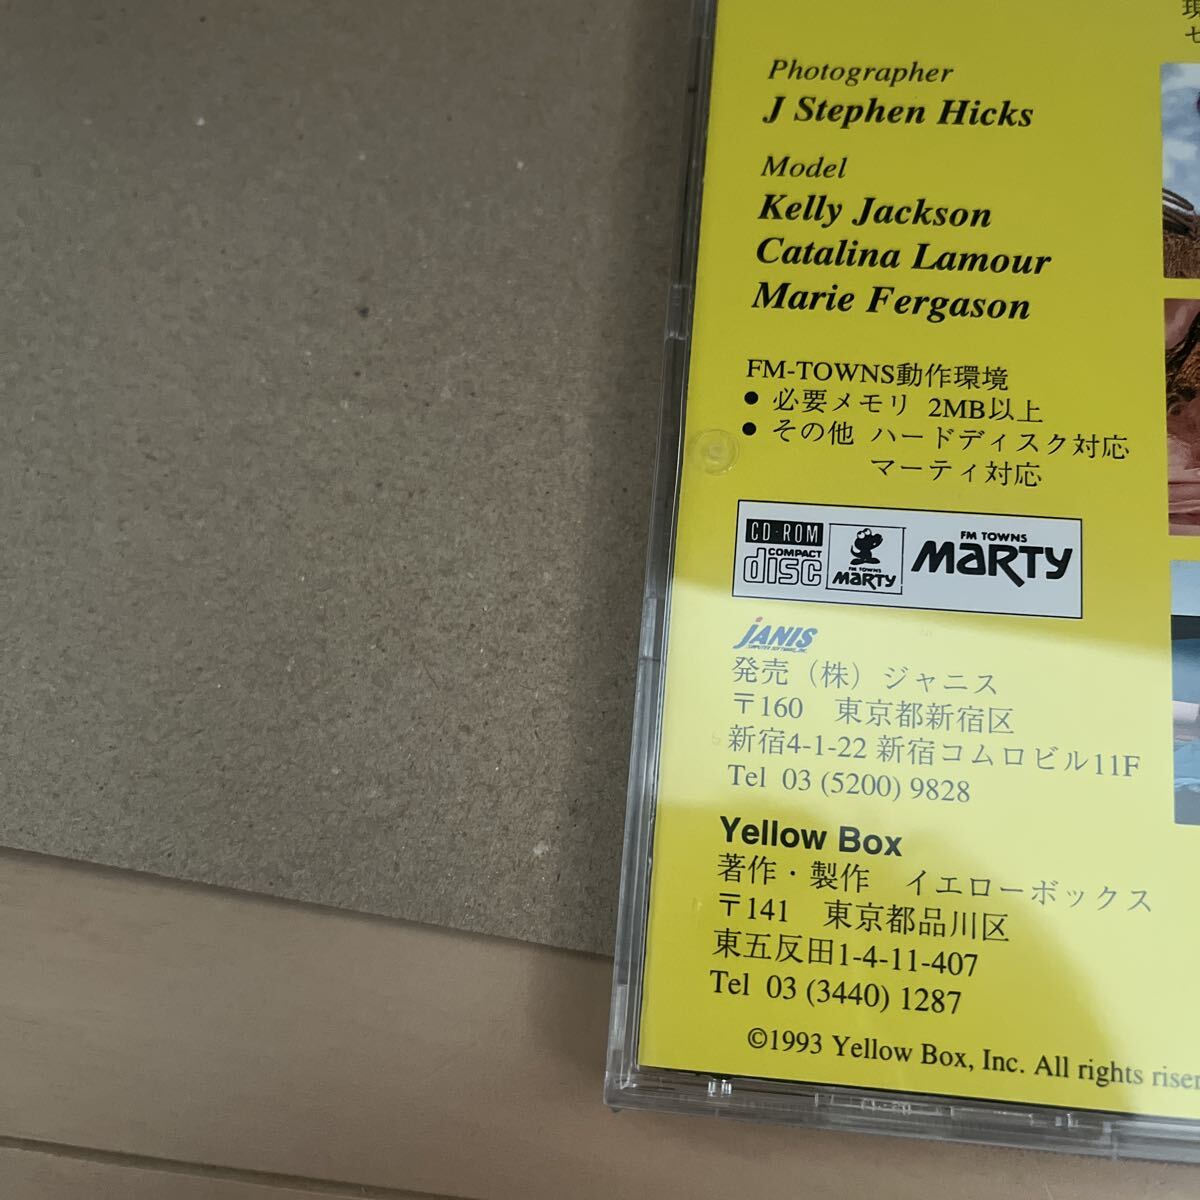 Photographer
J Stephen Hicks
Model
Kelly Jackson
Catalina Lamour
Marie Fergason
FM-TOWNS動作環境
● 必要メモリ 2MB以上
● その他 ハードディスク対応
マーティ対応
CD-ROM
COMPACT
disc
FM TOWNS
MARTY
FM TOWNS
MARTY
JANIS
COMPUTER SOFTWARE, INC.
発売（株）ジャニス
〒160 東京都新宿区
新宿4-1-22 新宿コムロビル11F
Tel 03 (5200) 9828
Yellow Box
著作・製作 イエローボックス
〒141 東京都品川区
東五反田1-4-11-407
Tel 03 (3440) 1287
©1993 Yellow Box, Inc. All rights